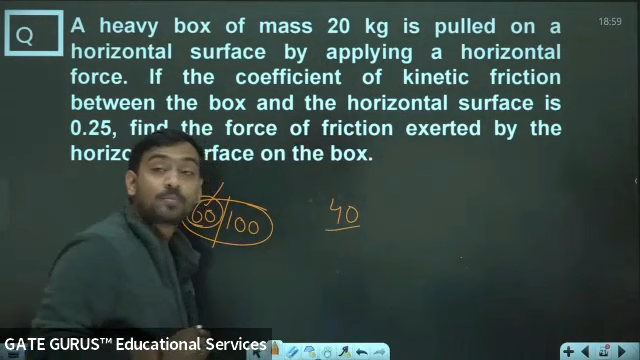 Q
18:59
A heavy box of mass 20 kg is pulled on a
horizontal surface by applying a horizontal
force. If the coefficient of kinetic friction
between the box and the horizontal surface is
0.25, find the force of friction exerted by the
surface on the box.
60/100
40
GATE GURUS™ Educational Services